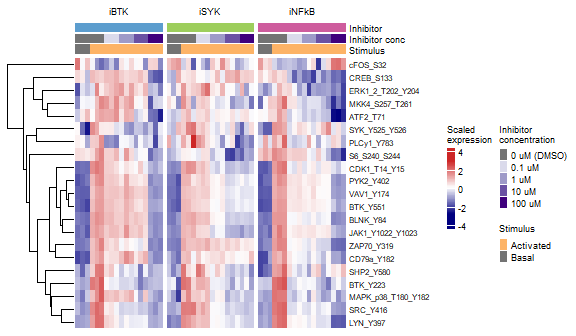 iBTK iSYK iNFkB
Inhibitor
Inhibitor conc
Stimulus
cFOS_S32
CREB_S133
ERK1_2_T202_Y204
MKK4_S257_T261
ATF2_T71
SYK_Y525_Y526
PLCy1_Y783
S6_S240_S244
CDK1_T14_Y15
PYK2_Y402
VAV1_Y174
BTK_Y551
BLNK_Y84
JAK1_Y1022_Y1023
ZAP70_Y319
CD79a_Y182
SHP2_Y580
BTK_Y223
MAPK_p38_T180_Y182
SRC_Y416
LYN_Y397
Scaled
expression
4
2
0
-2
-4
Inhibitor
concentration
0 uM (DMSO)
0.1 uM
1 uM
10 uM
100 uM
Stimulus
Activated
Basal